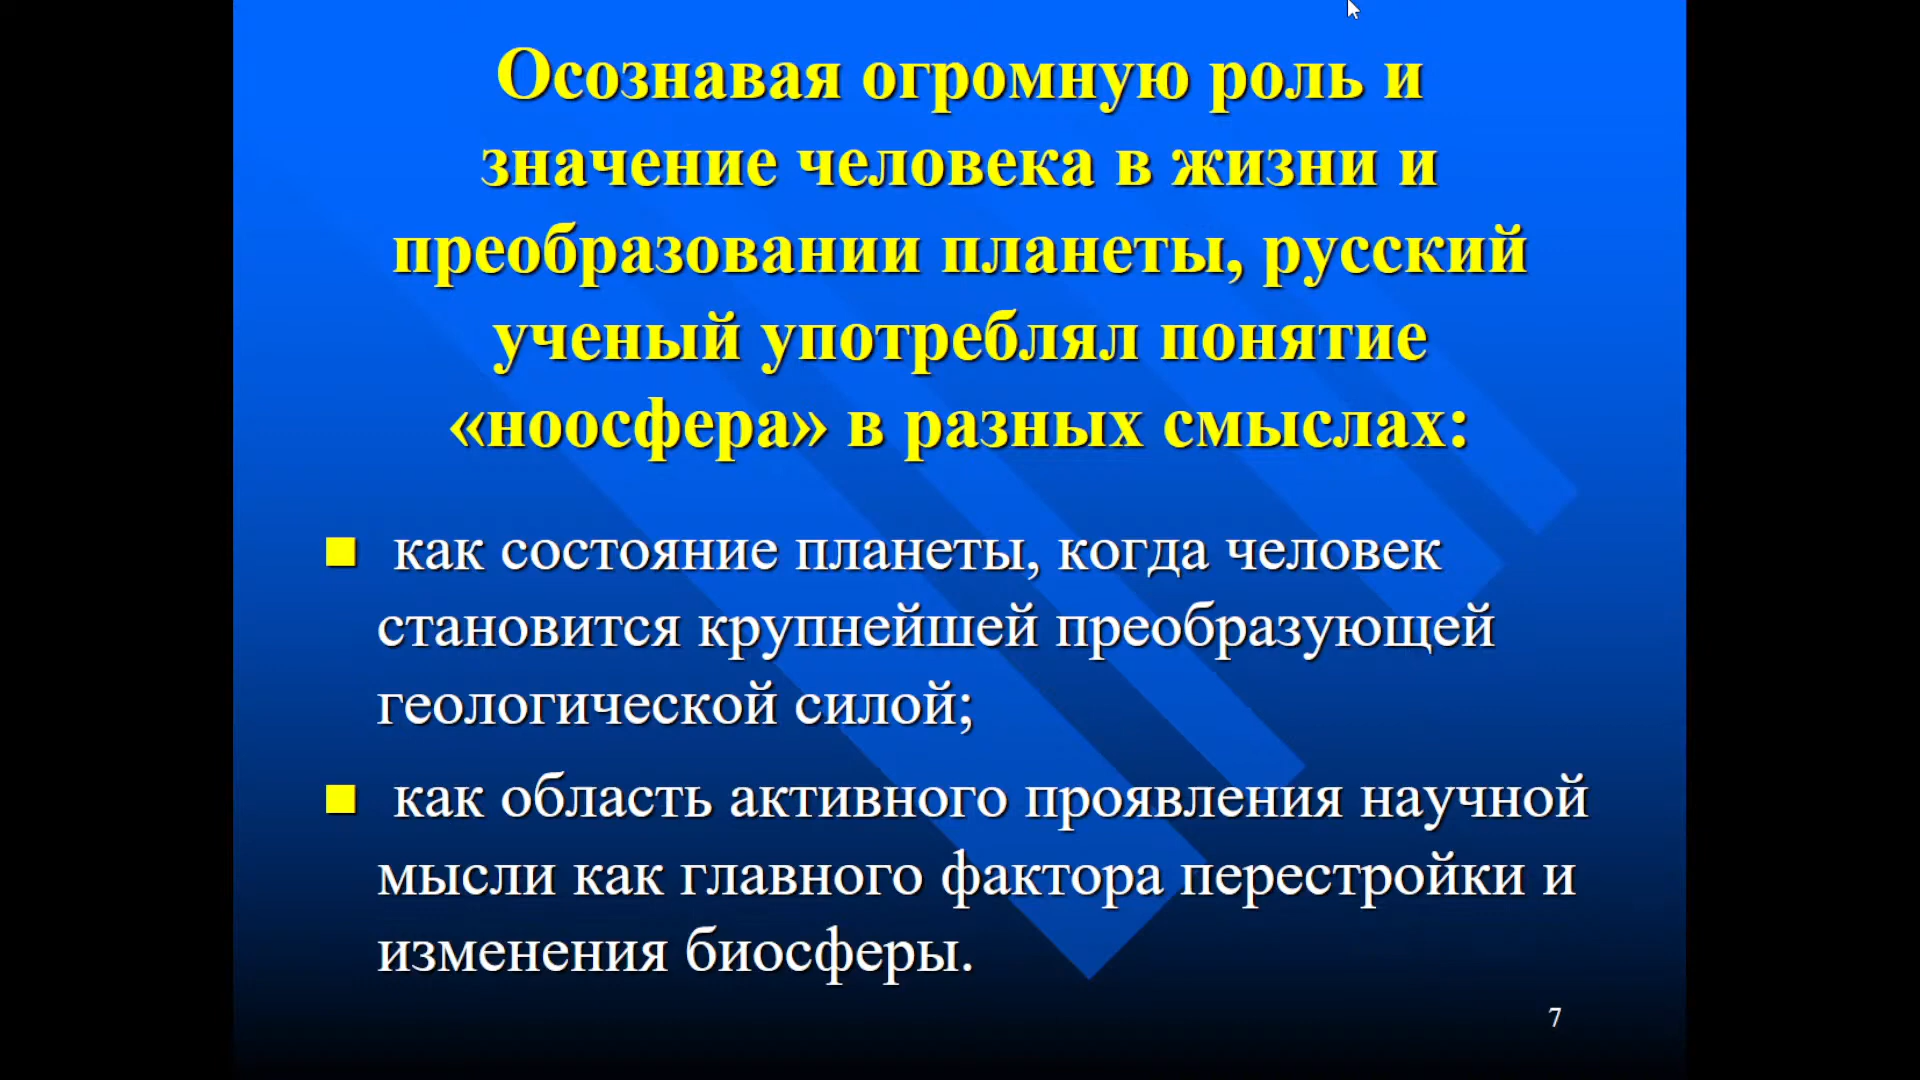 Осознавая огромную роль и
значение человека в жизни и
преобразовании планеты, русский
ученый употреблял понятие
«ноосфера» в разных смыслах:
как состояние планеты, когда человек
становится крупнейшей преобразующей
геологической силой;
как область активного проявления научной
мысли как главного фактора перестройки и
изменения биосферы.
7